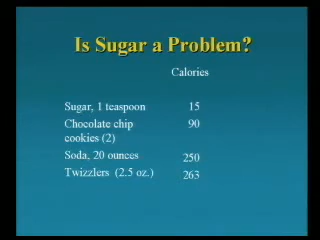 Is Sugar a Problem?
Calories
Sugar, 1 teaspoon 15
Chocolate chip 90
cookies (2)
Soda, 20 ounces 250
Twizzlers (2.5 oz.) 263